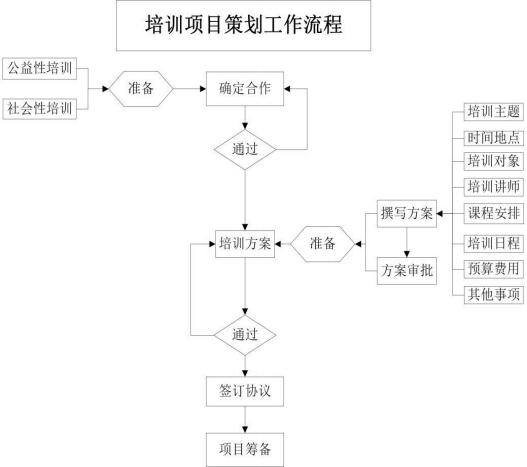 培训项目策划工作流程
公益性培训
社会性培训
准备
确定合作
通过
培训主题
时间地点
培训对象
培训讲师
课程安排
培训日程
预算费用
其他事项
撰写方案
方案审批
准备
培训方案
通过
签订协议
项目筹备